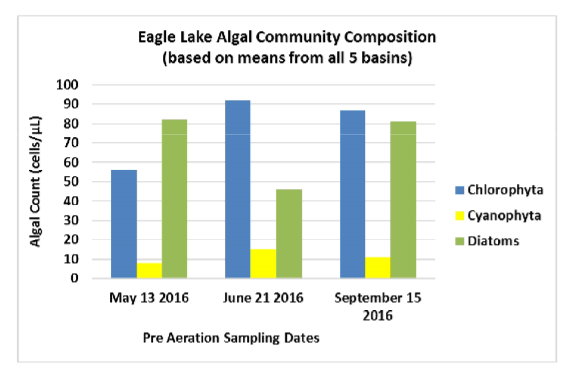 Eagle Lake Algal Community Composition
(based on means from all 5 basins)
100
90
80
70
60
50
40
30
20
10
0
Algal Count (cells/µL)
May 13 2016
June 21 2016
September 15
2016
Pre Aeration Sampling Dates
Chlorophyta
Cyanophyta
Diatoms